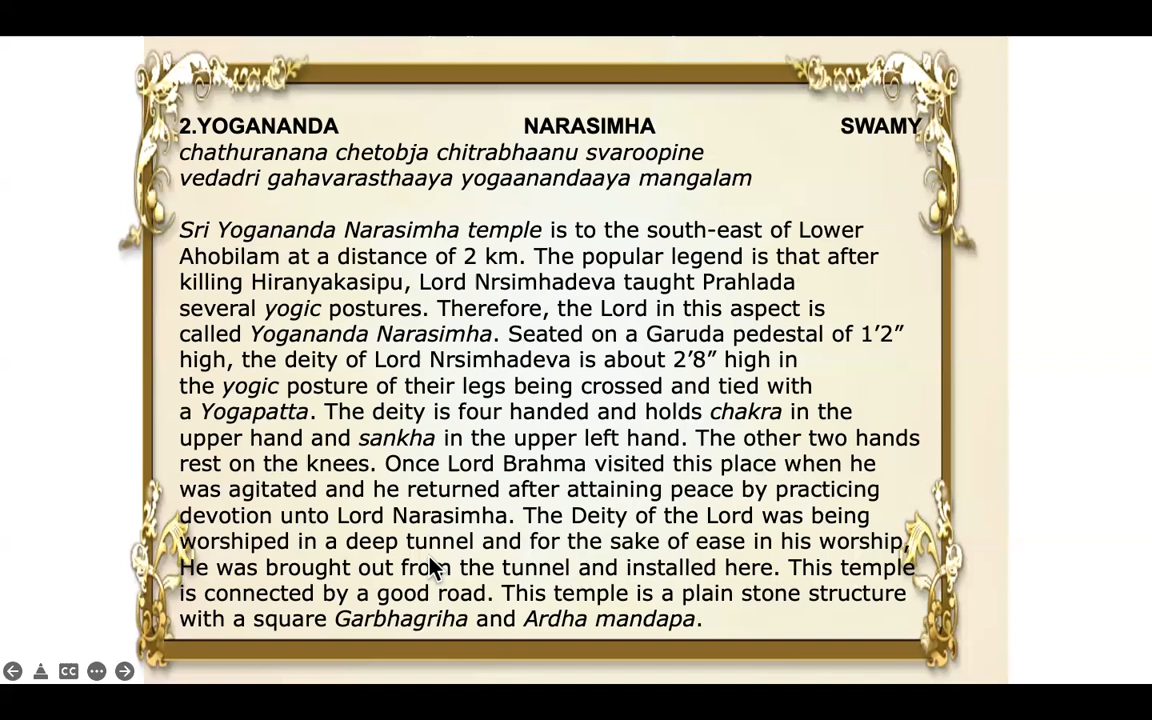 2.YOGANANDA NARASIMHA SWAMY
chathuranana chetobja chitrabhaanu svaroopine
vedadri gahavarasthaaya yogaanandaaya mangalam
Sri Yogananda Narasimha temple is to the south-east of Lower
Ahobilam at a distance of 2 km. The popular legend is that after
killing Hiranyakasipu, Lord Nrsimhadeva taught Prahlada
several yogic postures. Therefore, the Lord in this aspect is
called Yogananda Narasimha. Seated on a Garuda pedestal of 1’2”
high, the deity of Lord Nrsimhadeva is about 2’8” high in
the yogic posture of their legs being crossed and tied with
a Yogapatta. The deity is four handed and holds chakra in the
upper hand and sankha in the upper left hand. The other two hands
rest on the knees. Once Lord Brahma visited this place when he
was agitated and he returned after attaining peace by practicing
devotion unto Lord Narasimha. The Deity of the Lord was being
worshiped in a deep tunnel and for the sake of ease in his worship,
He was brought out from the tunnel and installed here. This temple
is connected by a good road. This temple is a plain stone structure
with a square Garbhagriha and Ardha mandapa.
CC